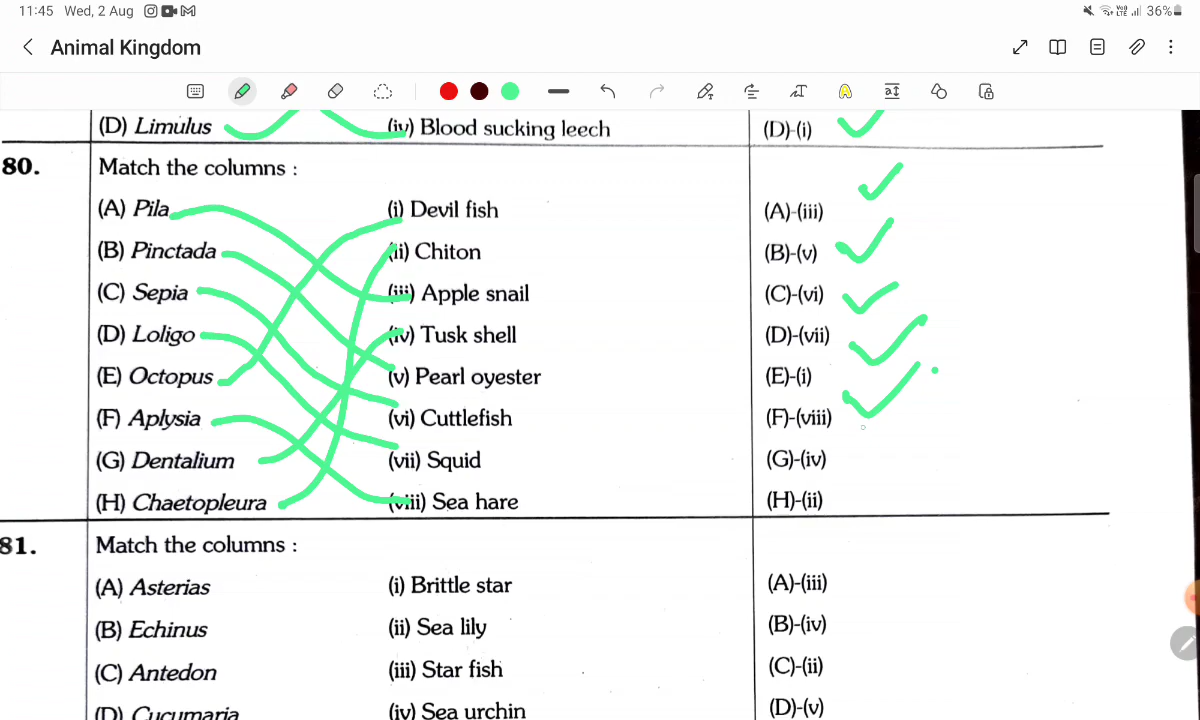 11:45 Wed, 2 Aug 36%
Animal Kingdom
(D) Limulus (iv) Blood sucking leech (D)-(i)
80. Match the columns :
(A) Pila (i) Devil fish (A)-(iii)
(B) Pinctada (ii) Chiton (B)-(v)
(C) Sepia (iii) Apple snail (C)-(vi)
(D) Loligo (iv) Tusk shell (D)-(vii)
(E) Octopus (v) Pearl oyester (E)-(i)
(F) Aplysia (vi) Cuttlefish (F)-(viii)
(G) Dentalium (vii) Squid (G)-(iv)
(H) Chaetopleura (viii) Sea hare (H)-(ii)
81. Match the columns :
(A) Asterias (i) Brittle star (A)-(iii)
(B) Echinus (ii) Sea lily (B)-(iv)
(C) Antedon (iii) Star fish (C)-(ii)
(D) Cucumaria (iv) Sea urchin (D)-(v)